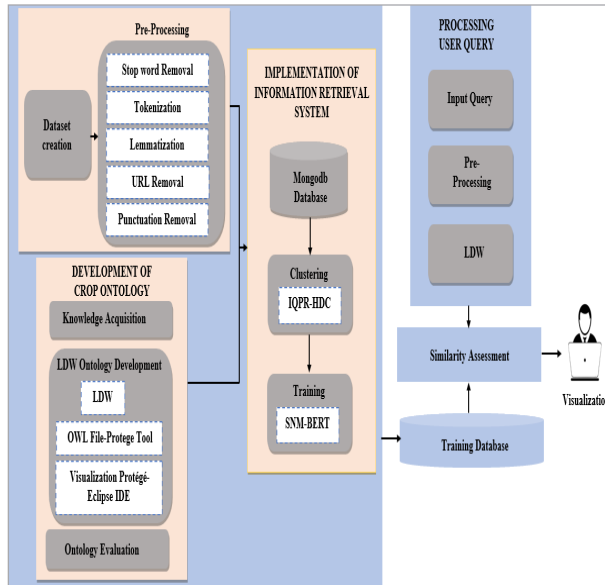 Pre-Processing
Dataset
creation
Stop word Removal
Tokenization
Lemmatization
URL Removal
Punctuation Removal
DEVELOPMENT OF
CROP ONTOLOGY
Knowledge Acquisition
LDW Ontology Development
LDW
OWL File-Protege Tool
Visualization Protégé-
Eclipse IDE
Ontology Evaluation
IMPLEMENTATION OF
INFORMATION RETRIEVAL
SYSTEM
Mongodb
Database
Clustering
IQPR-HDC
Training
SNM-BERT
PROCESSING
USER QUERY
Input Query
Pre-
Processing
LDW
Similarity Assessment
Training Database
Visualizatio